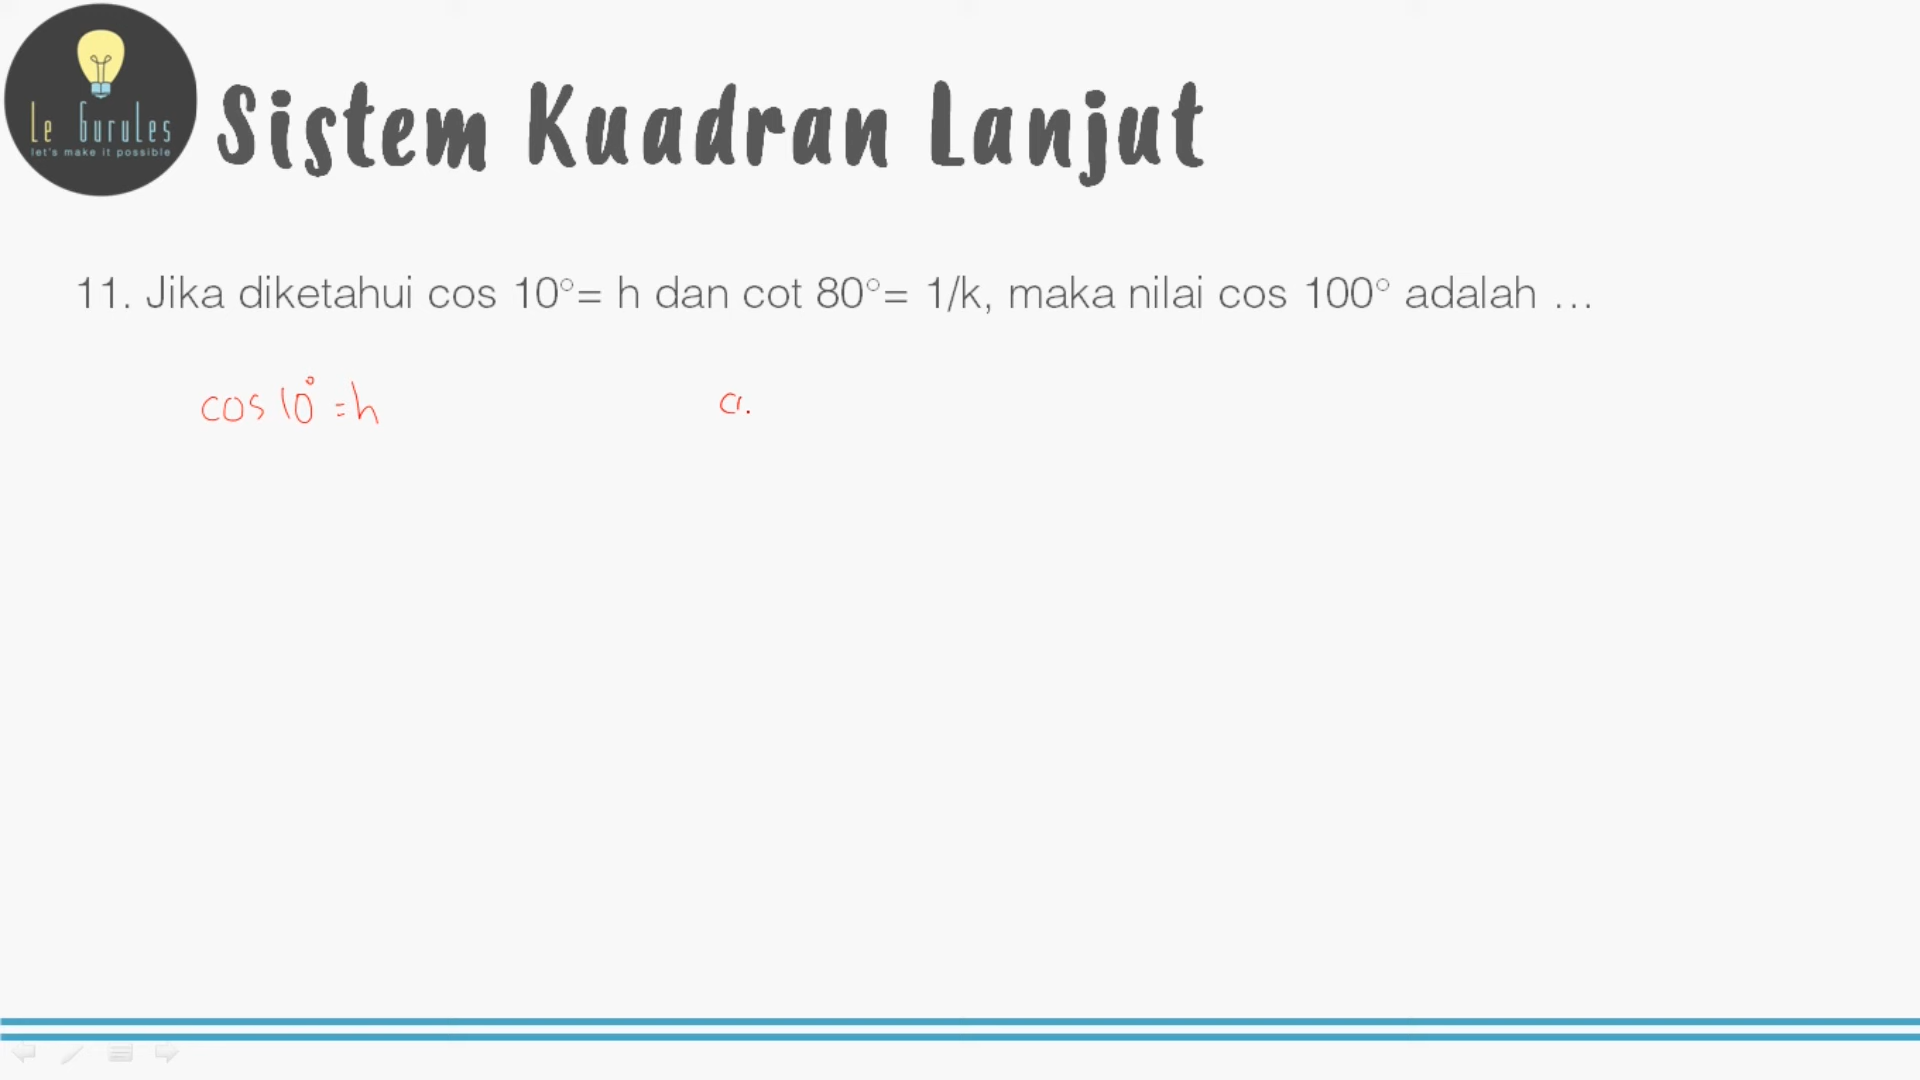 Le Gurules
let's make it possible
Sistem Kuadran Lanjut
11. Jika diketahui cos 10°= h dan cot 80°= 1/k, maka nilai cos 100° adalah …
cos 10° = h